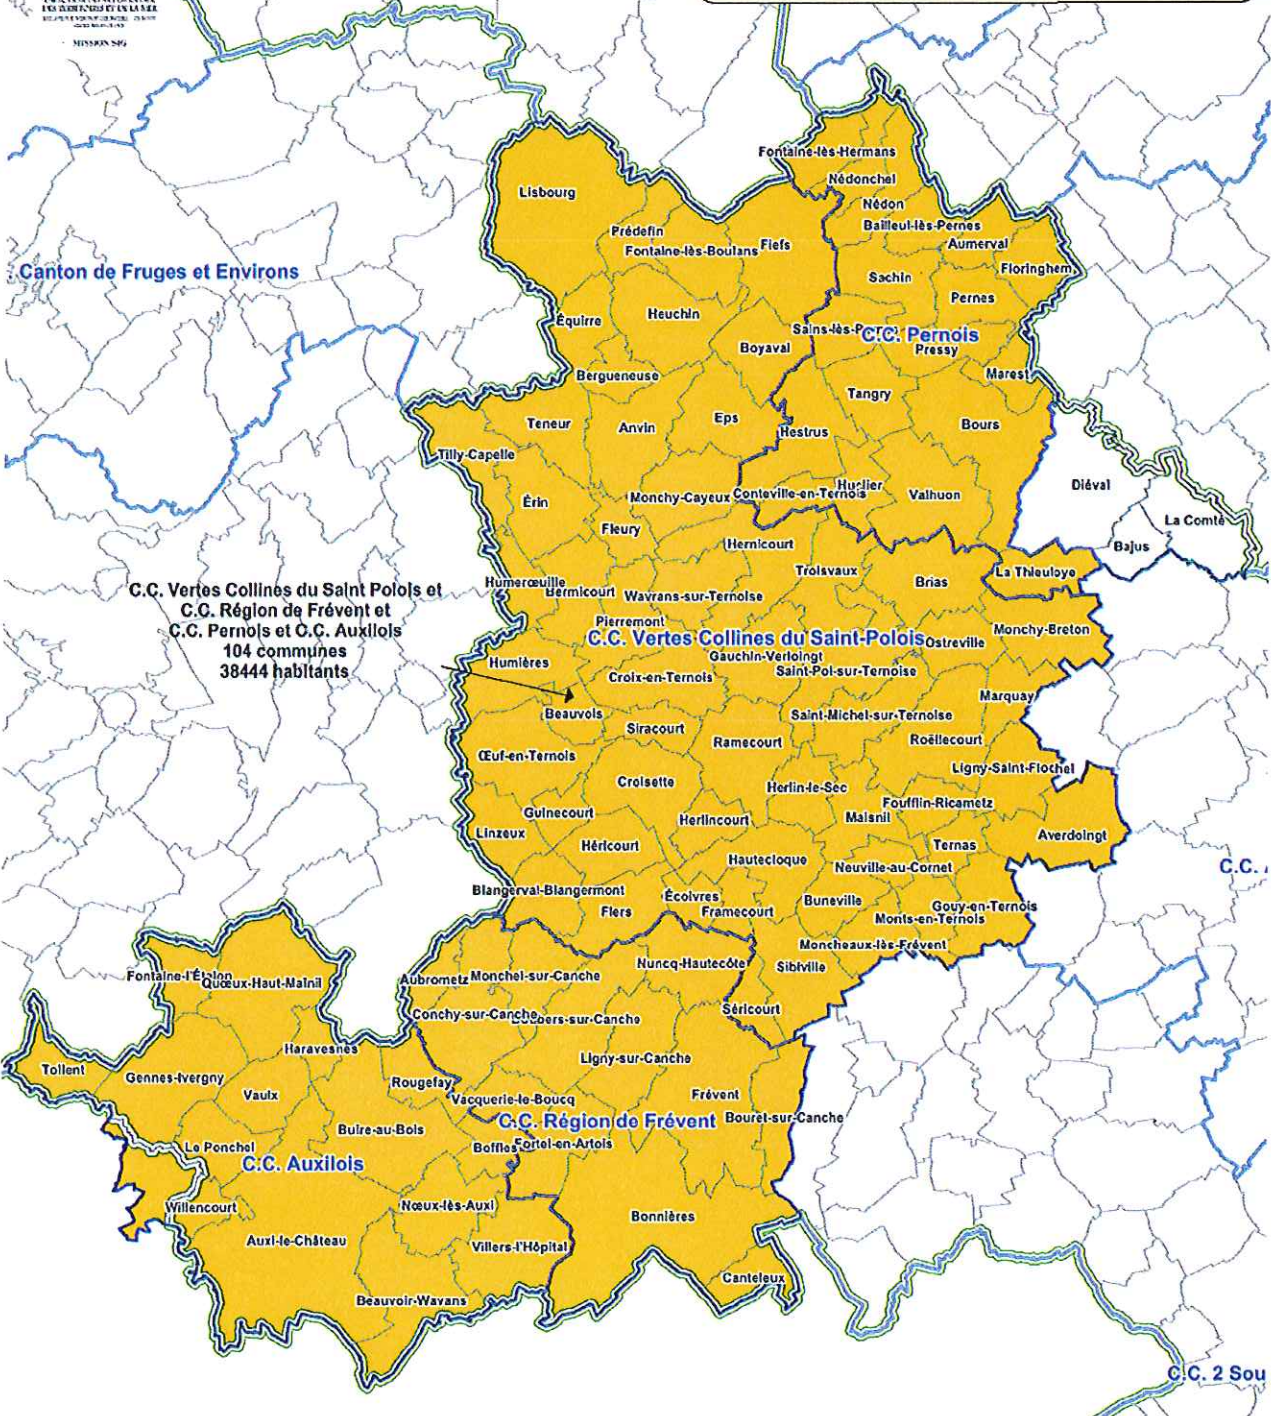 MISSION SIG
Fontaine-lès-Hermans
Nédonchel
Lisbourg
Nédon
Bailleul-lès-Pernes
Prédefin
Aumerval
Fiefs
Fontaine-lès-Boulans
Floringhem
Canton de Fruges et Environs
Sachin
Pernes
Heuchin
Équirre
Sains-lès-Per
C.C. Pernois
Boyaval
Pressy
Bergueneuse
Marest
Tangry
Teneur
Anvin
Eps
Hestrus
Bours
Tilly-Capelle
Diéval
Érin
Monchy-Cayeux
Conteville-en-Ternois
Huclier
Valhuon
La Comté
Fleury
Hernicourt
Bajus
Troisvaux
La Thieuloye
Humerœuille
Brias
C.C. Vertes Collines du Saint Polois et
C.C. Région de Frévent et
C.C. Pernois et C.C. Auxilois
104 communes
38444 habitants
Bermicourt
Wavrans-sur-Ternoise
Pierremont
Monchy-Breton
C.C. Vertes Collines du Saint-Polois
Ostreville
Gauchin-Verloingt
Humières
Saint-Pol-sur-Ternoise
Croix-en-Ternois
Marquay
Beauvois
Saint-Michel-sur-Ternoise
Siracourt
Ramecourt
Roëllecourt
Œuf-en-Ternois
Ligny-Saint-Flochel
Croisette
Herlin-le-Sec
Foufflin-Ricametz
Guinecourt
Maisnil
Herlincourt
Linzeux
Averdoingt
Héricourt
Ternas
Hautecloque
Neuville-au-Cornet
C.C.
Blangerval-Blangermont
Écoivres
Buneville
Gouy-en-Ternois
Flers
Framecourt
Monts-en-Ternois
Moncheaux-lès-Frévent
Nuncq-Hautecôte
Sibiville
Fontaine-l'Étalon
Quœux-Haut-Maînil
Aubrometz
Monchel-sur-Canche
Séricourt
Conchy-sur-Canche
Boubers-sur-Canche
Haravesnes
Ligny-sur-Canche
Tollent
Gennes-Ivergny
Rougefay
Vaulx
Vacquerie-le-Boucq
Frévent
C.C. Région de Frévent
Bouret-sur-Canche
Buire-au-Bois
Le Ponchel
Boffles
Fortel-en-Artois
C.C. Auxilois
Willencourt
Nœux-lès-Auxi
Bonnières
Auxi-le-Château
Villers-l'Hôpital
Canteleux
Beauvoir-Wavans
C.C. 2 Sou